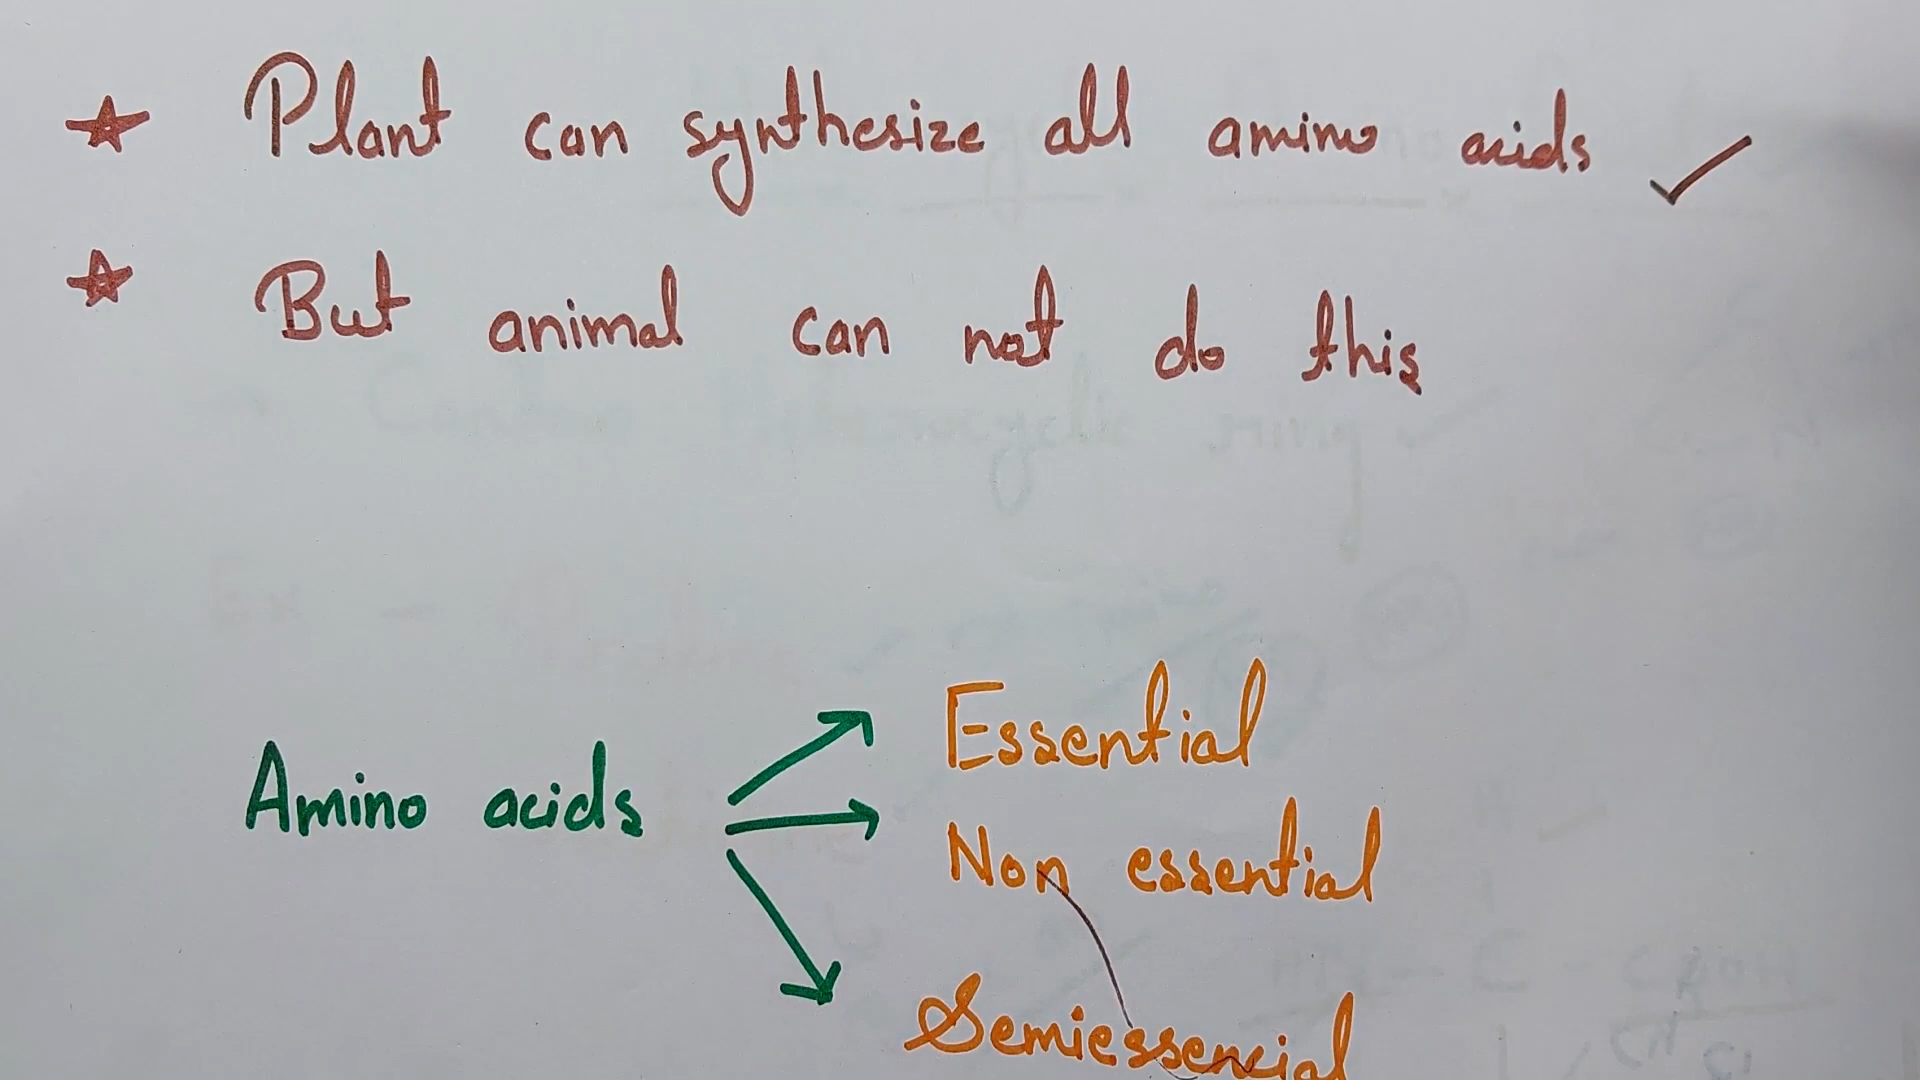 Plant can synthesize all amino acids
But animal can not do this
Amino acids
Essential
Non essential
Semiessencial